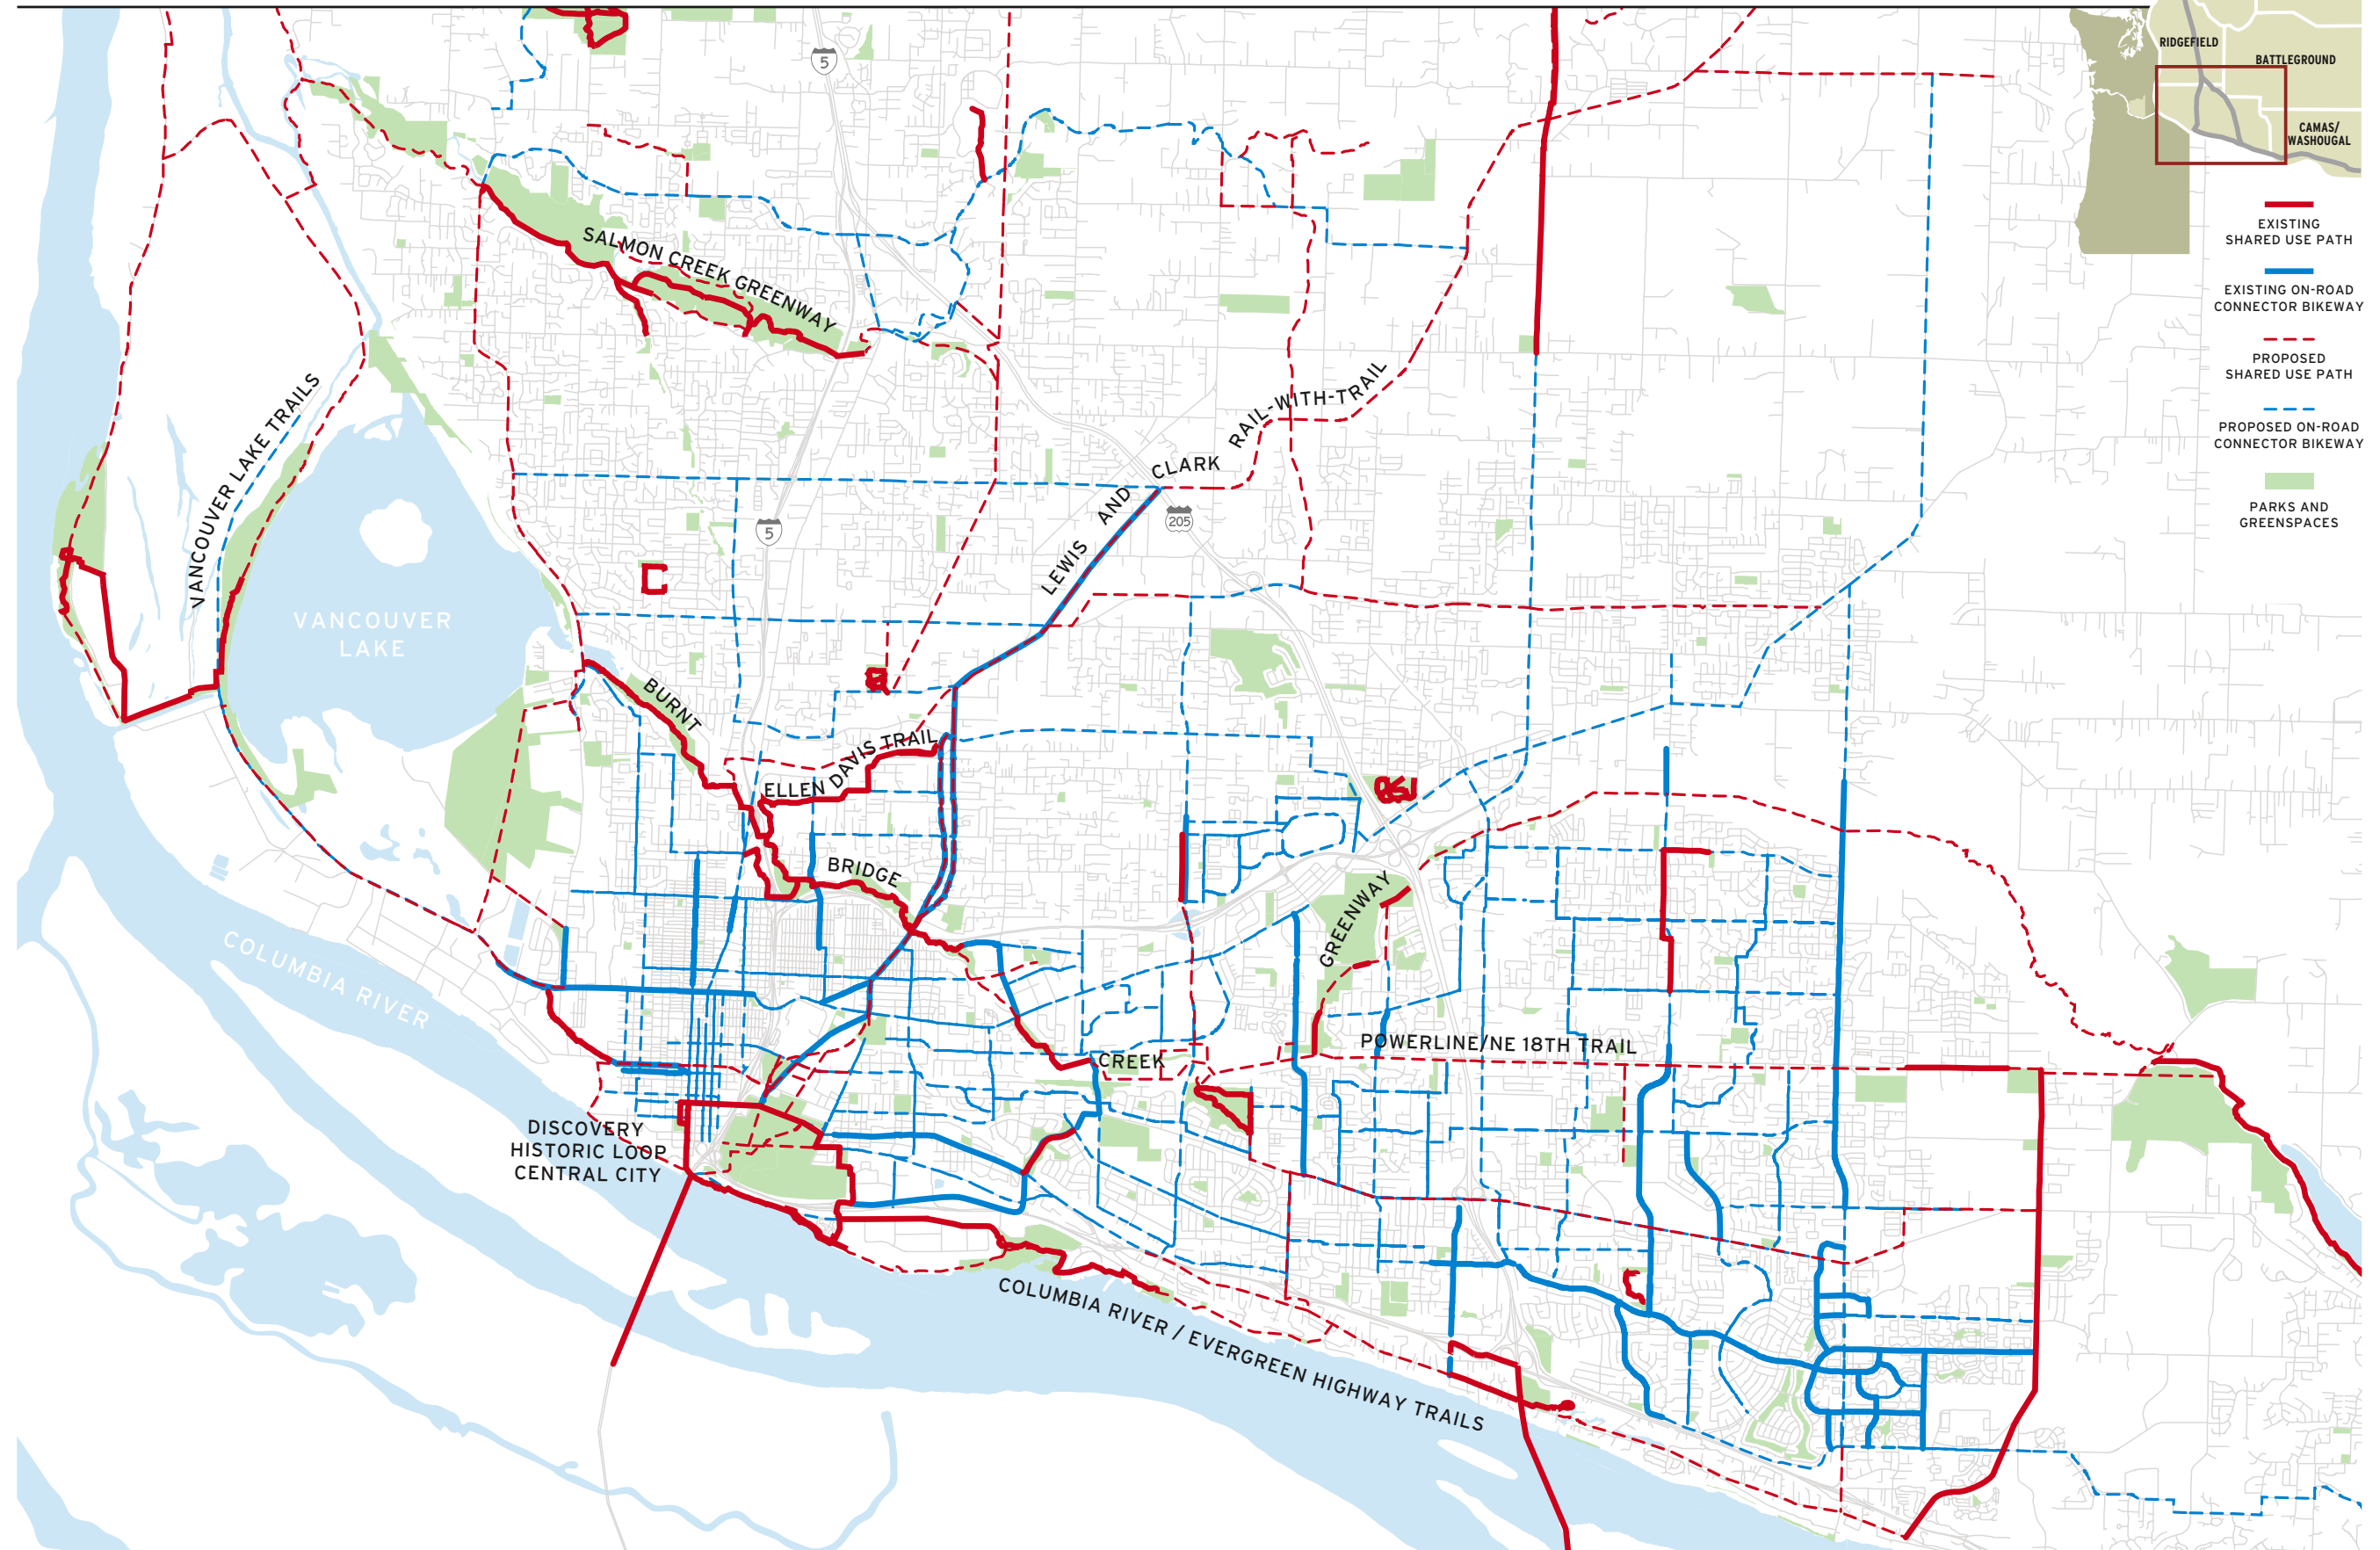 RIDGEFIELD
BATTLEGROUND
CAMAS/
WASHOUGAL
EXISTING
SHARED USE PATH
EXISTING ON-ROAD
CONNECTOR BIKEWAY
PROPOSED
SHARED USE PATH
PROPOSED ON-ROAD
CONNECTOR BIKEWAY
PARKS AND
GREENSPACES
5
SALMON CREEK GREENWAY
VANCOUVER LAKE TRAILS
LEWIS AND CLARK RAIL-WITH-TRAIL
5
205
VANCOUVER
LAKE
BURNT BRIDGE CREEK GREENWAY
ELLEN DAVIS TRAIL
COLUMBIA RIVER
POWERLINE/NE 18TH TRAIL
DISCOVERY
HISTORIC LOOP
CENTRAL CITY
COLUMBIA RIVER / EVERGREEN HIGHWAY TRAILS